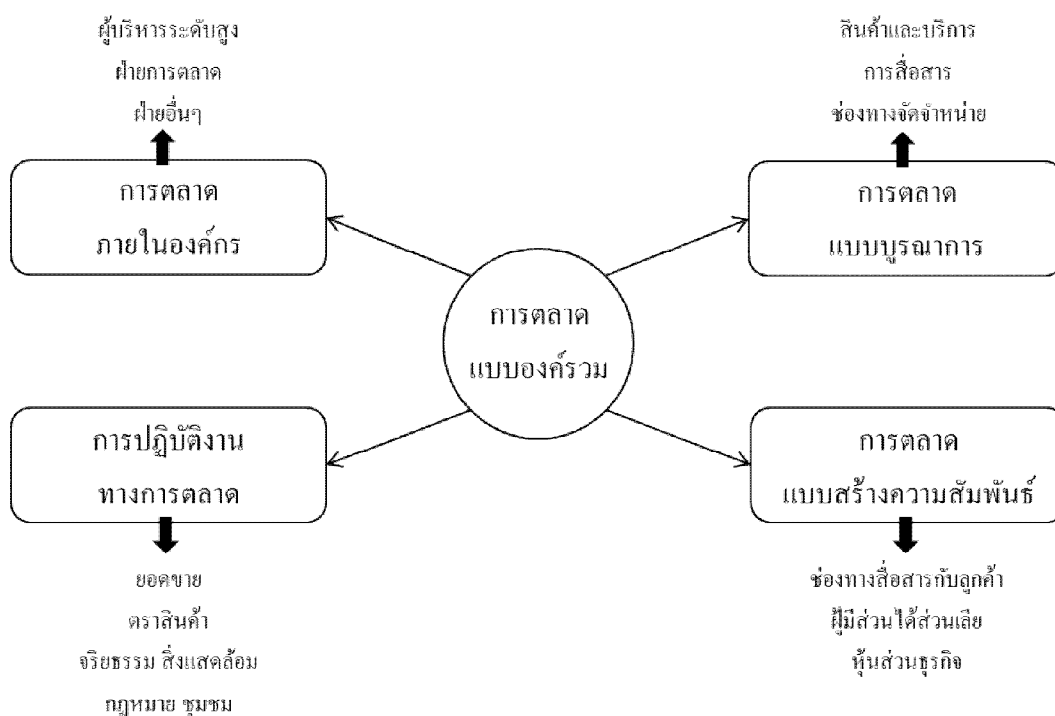 ผู้บริหารระดับสูง
ฝ่ายการตลาด
ฝ่ายอื่นๆ
การตลาด
ภายในองค์กร
สินค้าและบริการ
การสื่อสาร
ช่องทางจัดจำหน่าย
การตลาด
แบบบูรณาการ
การตลาด
แบบองค์รวม
การปฏิบัติงาน
ทางการตลาด
ยอดขาย
ตราสินค้า
จริยธรรม สิ่งแสดล้อม
กฎหมาย ชุมชม
การตลาด
แบบสร้างความสัมพันธ์
ช่องทางสื่อสารกับลูกค้า
ผู้มีส่วนได้ส่วนเลีย
หุ้นส่วนธุรกิจ